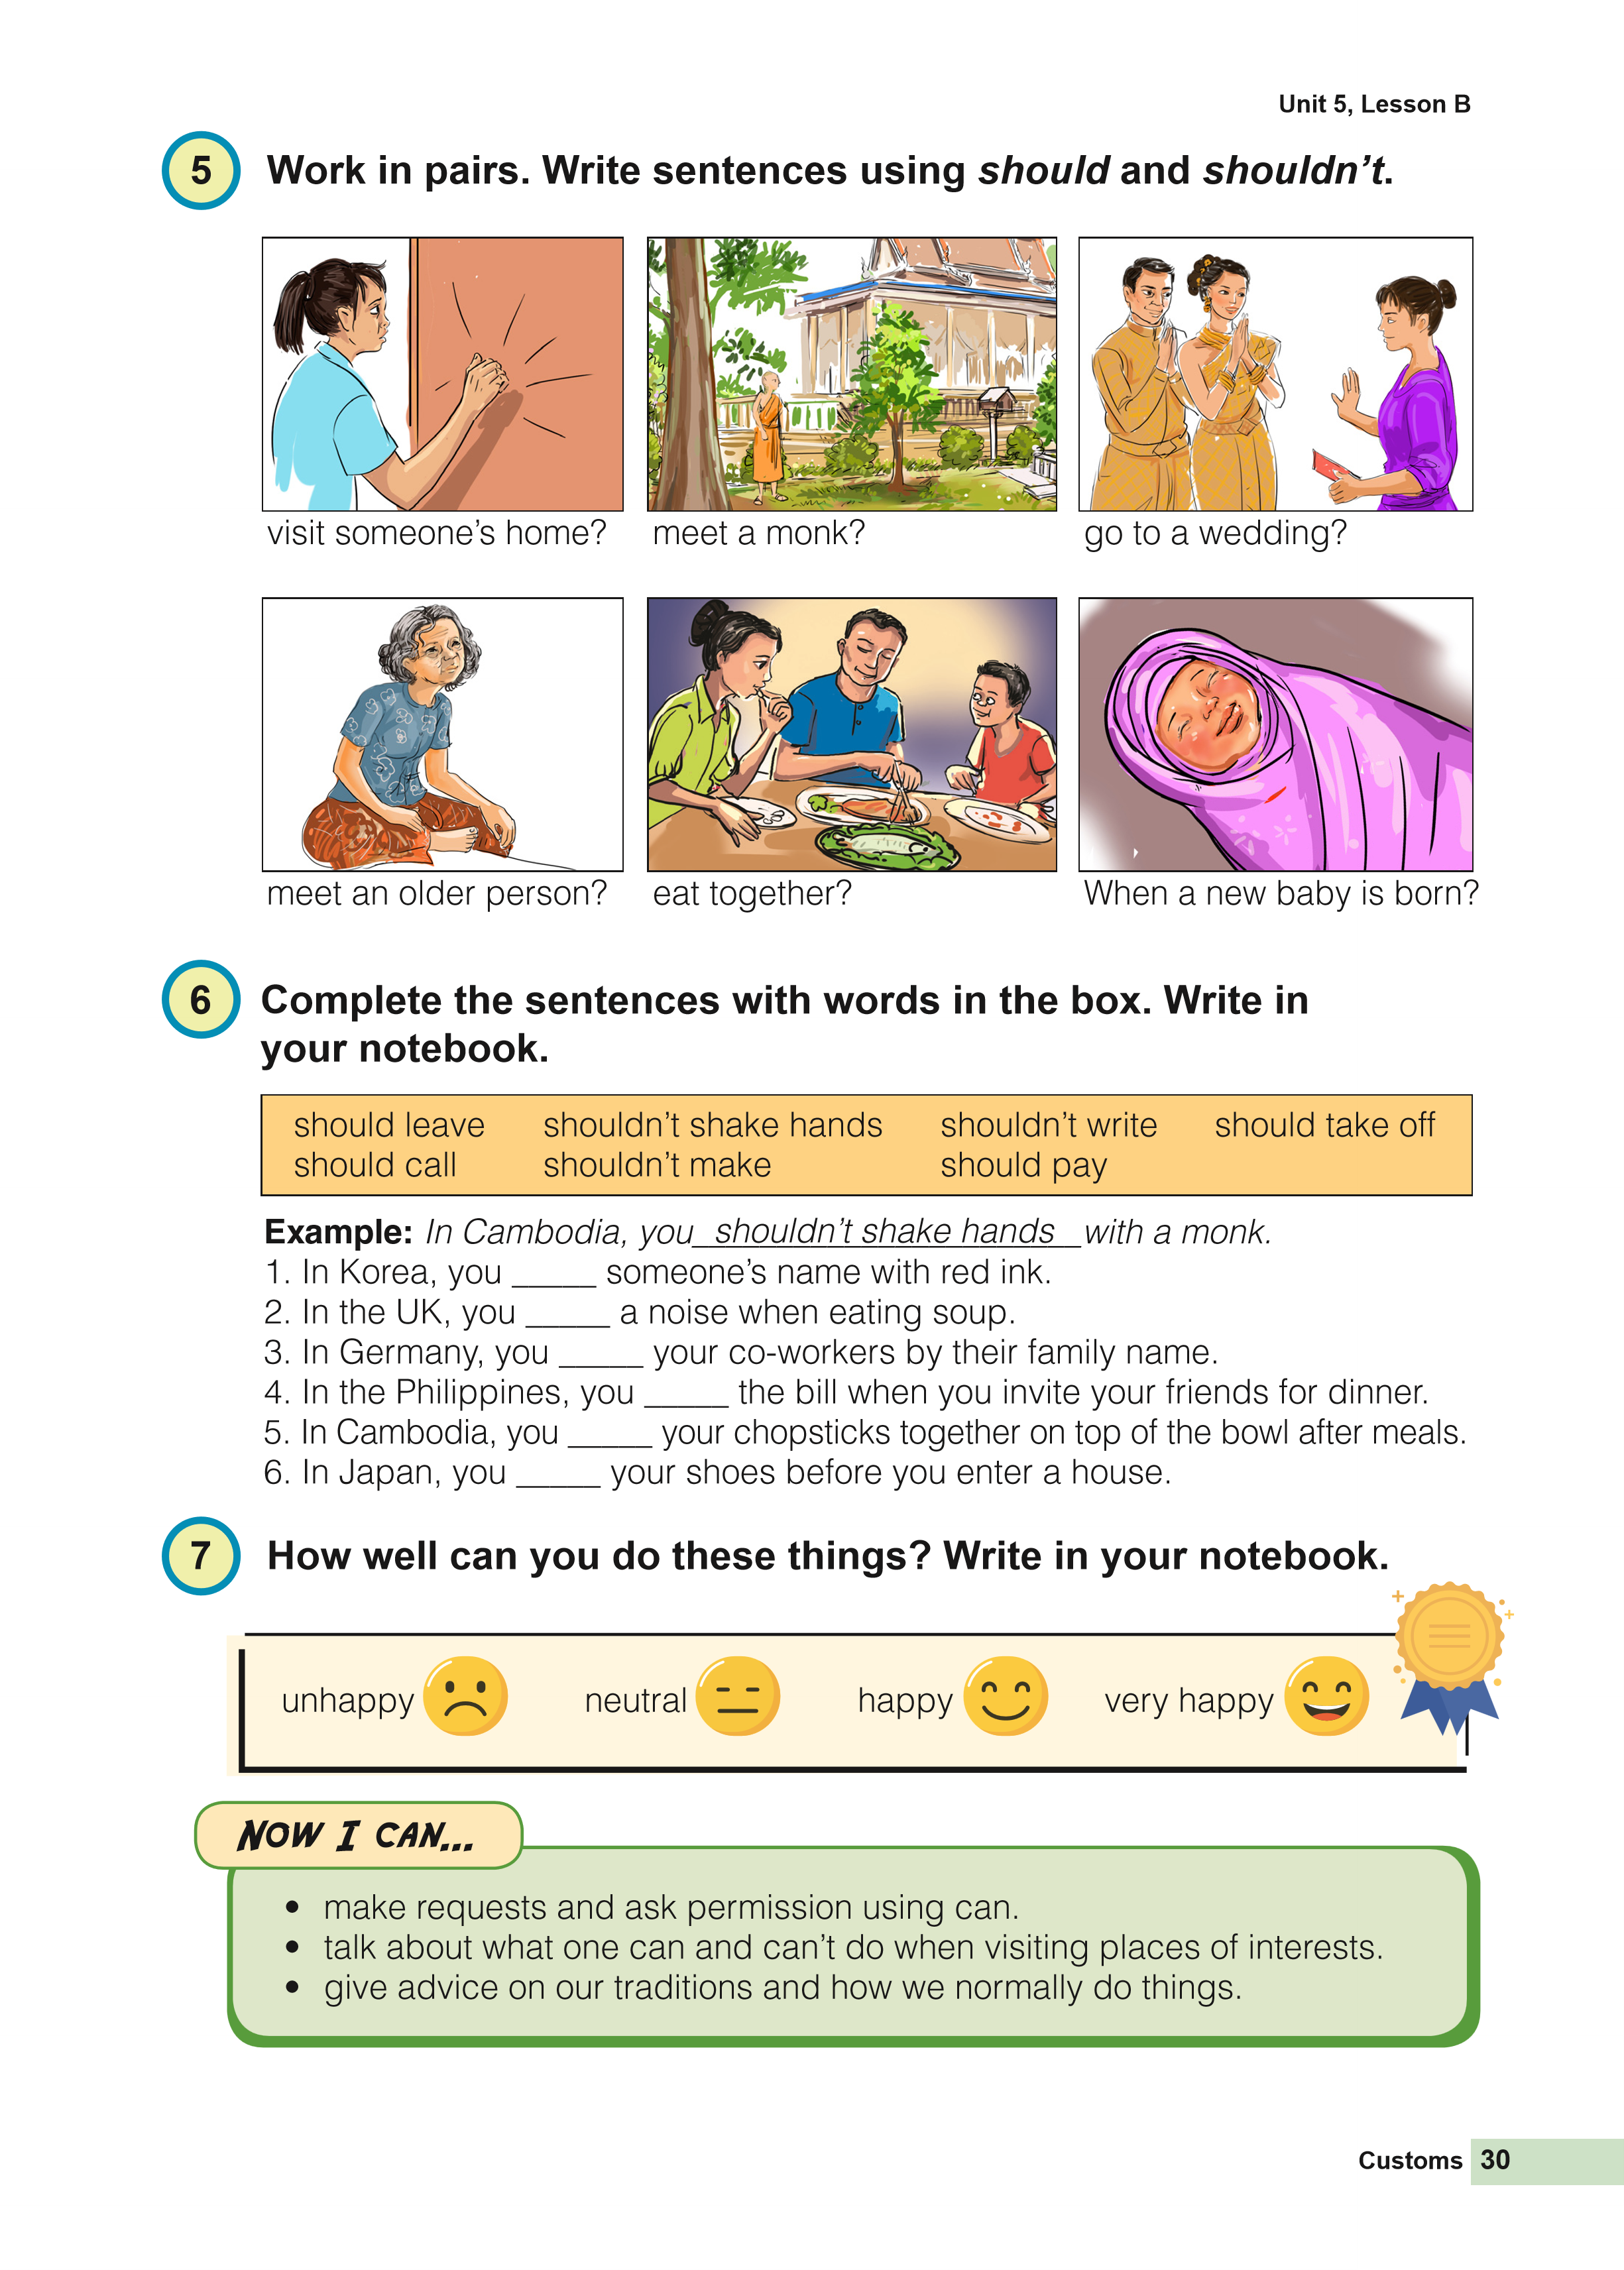 Unit 5, Lesson B
5 Work in pairs. Write sentences using should and shouldn’t.
visit someone’s home? meet a monk? go to a wedding?
meet an older person? eat together? When a new baby is born?
6 Complete the sentences with words in the box. Write in
your notebook.
should leave shouldn’t shake hands shouldn’t write should take off
should call shouldn’t make should pay
Example: In Cambodia, you__shouldn’t shake hands__with a monk.
1. In Korea, you _____ someone’s name with red ink.
2. In the UK, you _____ a noise when eating soup.
3. In Germany, you _____ your co-workers by their family name.
4. In the Philippines, you _____ the bill when you invite your friends for dinner.
5. In Cambodia, you _____ your chopsticks together on top of the bowl after meals.
6. In Japan, you _____ your shoes before you enter a house.
7 How well can you do these things? Write in your notebook.
unhappy neutral happy very happy
NOW I CAN...
• make requests and ask permission using can.
• talk about what one can and can’t do when visiting places of interests.
• give advice on our traditions and how we normally do things.
Customs 30